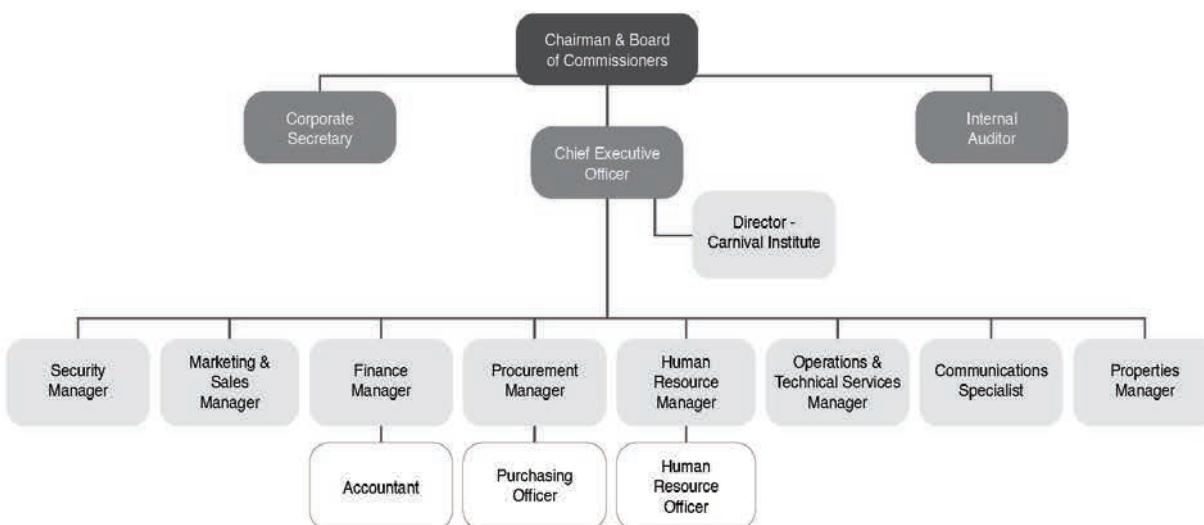 Chairman & Board
of Commissioners
Corporate
Secretary
Internal
Auditor
Chief Executive
Officer
Director -
Carnival Institute
Security
Manager
Marketing &
Sales
Manager
Finance
Manager
Procurement
Manager
Human
Resource
Manager
Operations &
Technical Services
Manager
Communications
Specialist
Properties
Manager
Accountant
Purchasing
Officer
Human
Resource
Officer